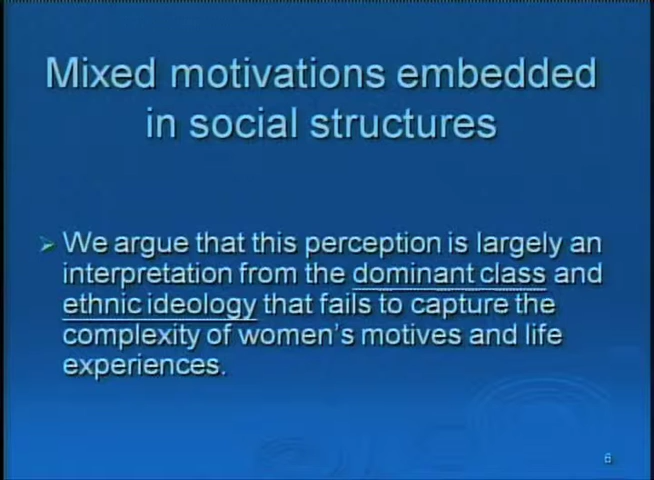 Mixed motivations embedded
in social structures
We argue that this perception is largely an
interpretation from the dominant class and
ethnic ideology that fails to capture the
complexity of women's motives and life
experiences.
6